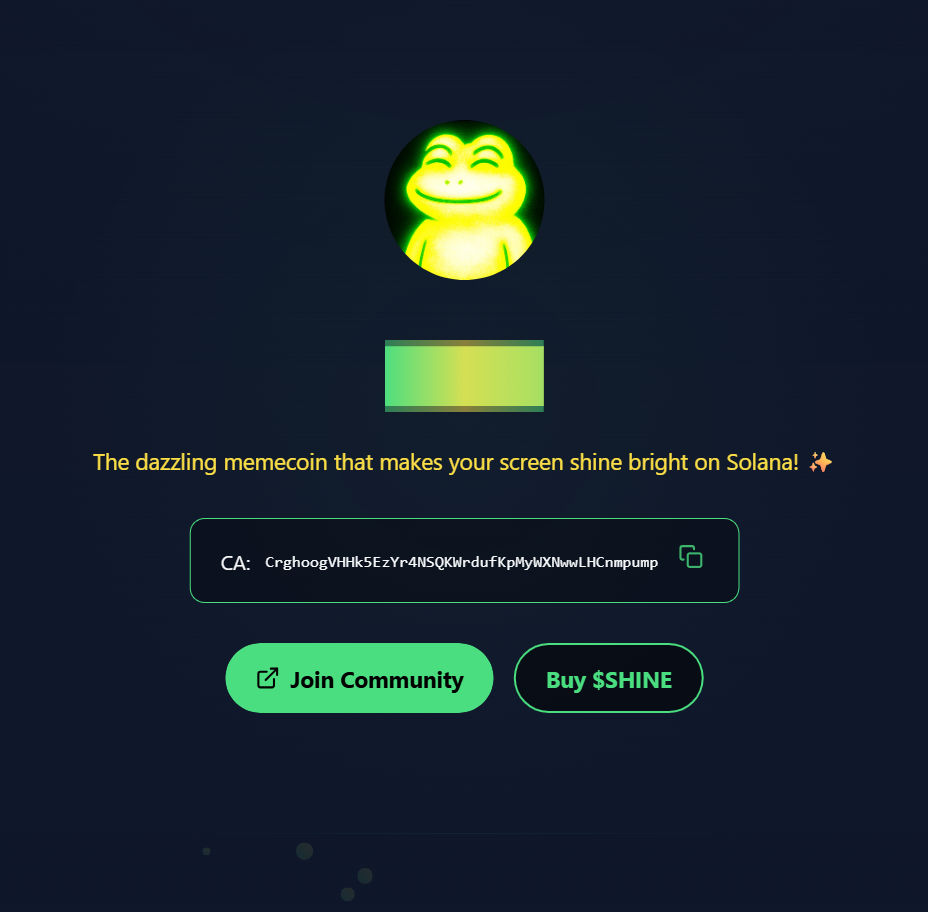 The dazzling memecoin that makes your screen shine bright on Solana! ✨
CA: CrghoogVHHk5EzYr4NSQKWrdufKpMyWXNwwLHCnmpump
Join Community
Buy $SHINE